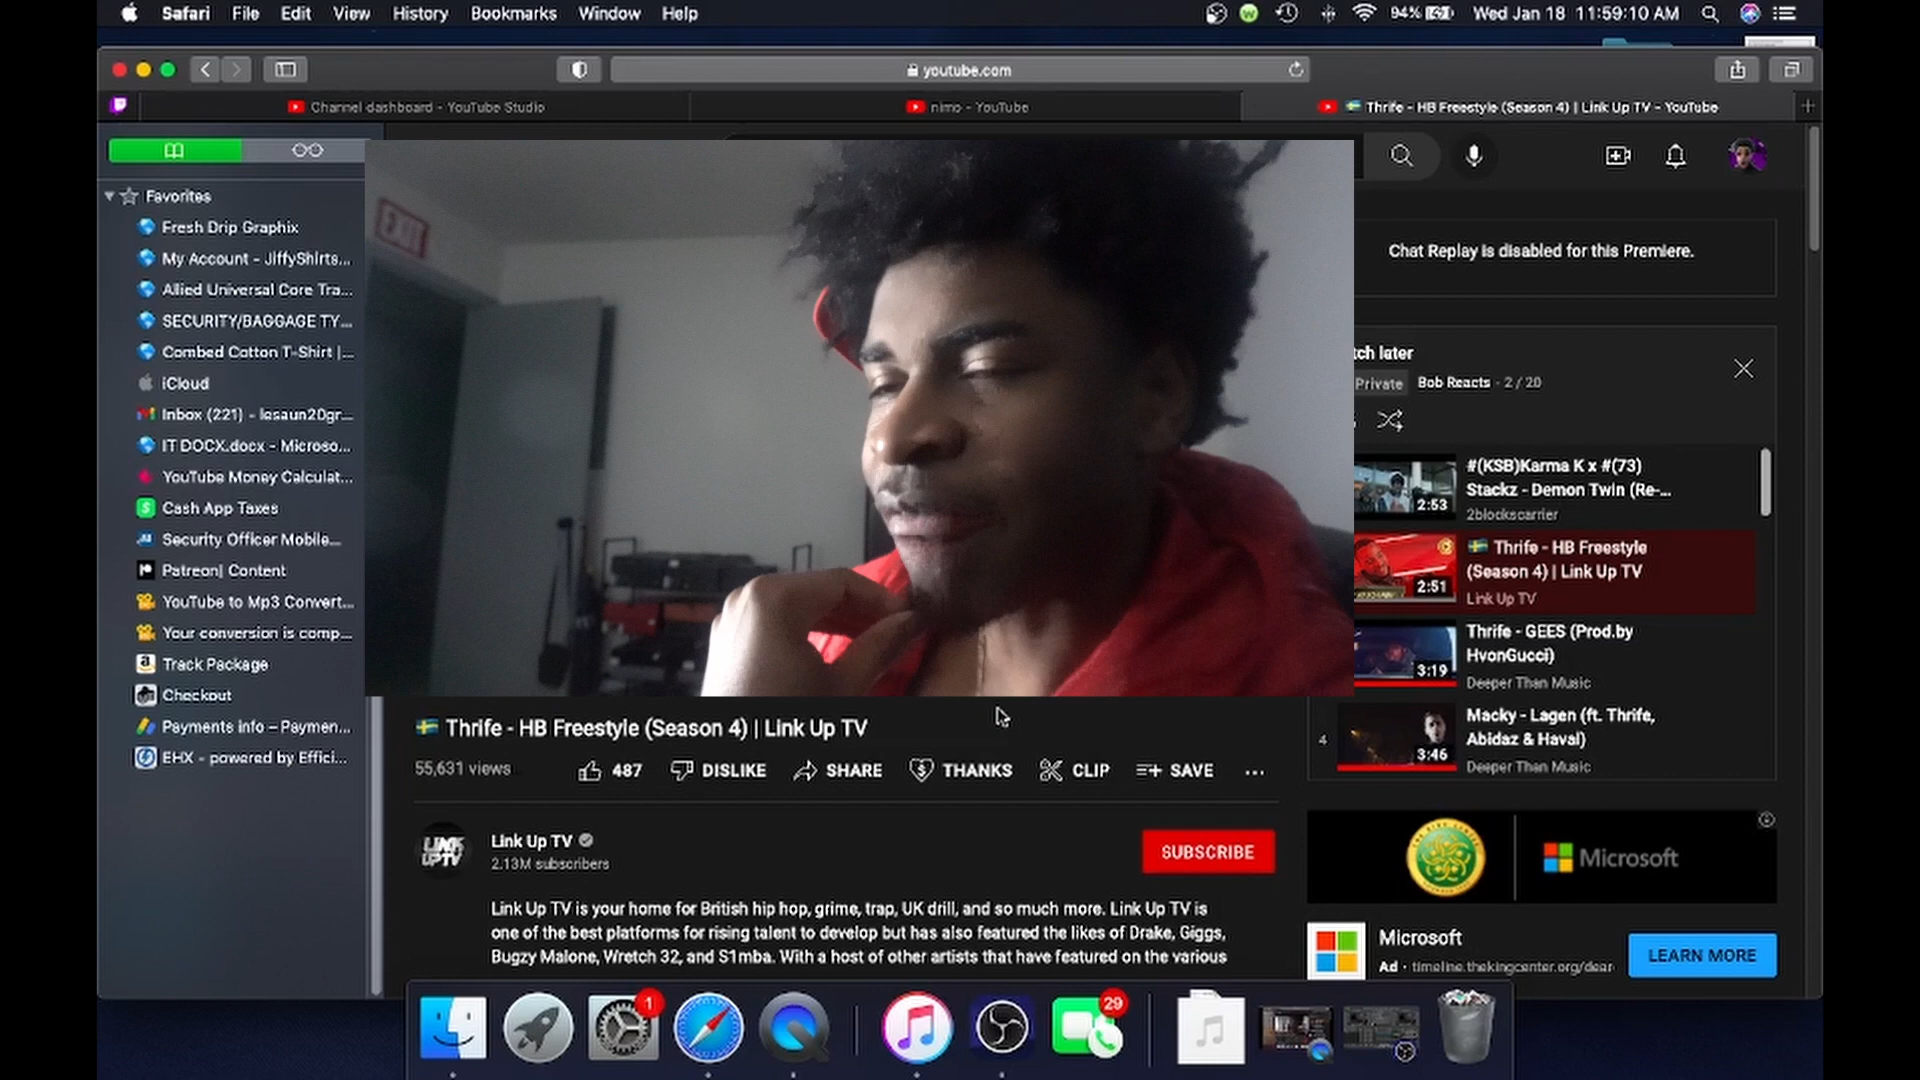 Safari File Edit View History Bookmarks Window Help
94% Wed Jan 18 11:59:10 AM
youtube.com
Channel dashboard - YouTube Studio
nimo - YouTube
Thrife - HB Freestyle (Season 4) | Link Up TV - YouTube
Favorites
Fresh Drip Graphix
My Account - JiffyShirts...
Allied Universal Core Tra...
SECURITY/BAGGAGE TY...
Combed Cotton T-Shirt |...
iCloud
Inbox (221) - lesaun20gr...
IT DOCX.docx - Microso...
YouTube Money Calculat...
Cash App Taxes
Security Officer Mobile...
Patreon| Content
YouTube to Mp3 Convert...
Your conversion is comp...
Track Package
Checkout
Payments info – Paymen...
EHX - powered by Effici...
EXIT
Chat Replay is disabled for this Premiere.
tch later
Private Bob Reacts - 2 / 20
#(KSB)Karma K x #(73)
Stackz - Demon Twin (Re-...
2blockscarrier
2:53
Thrife - HB Freestyle
(Season 4) | Link Up TV
Link Up TV
2:51
Thrife - GEES (Prod.by
HvonGucci)
Deeper Than Music
3:19
4
Macky - Lagen (ft. Thrife,
Abidaz & Haval)
Deeper Than Music
3:46
Thrife - HB Freestyle (Season 4) | Link Up TV
55,631 views
487 DISLIKE SHARE THANKS CLIP SAVE ...
LINK
UPTV
Link Up TV
2.13M subscribers
SUBSCRIBE
Link Up TV is your home for British hip hop, grime, trap, UK drill, and so much more. Link Up TV is
one of the best platforms for rising talent to develop but has also featured the likes of Drake, Giggs,
Bugzy Malone, Wretch 32, and S1mba. With a host of other artists that have featured on the various
Microsoft
Microsoft
Ad · timeline.thekingcenter.org/dear-
LEARN MORE
1
29